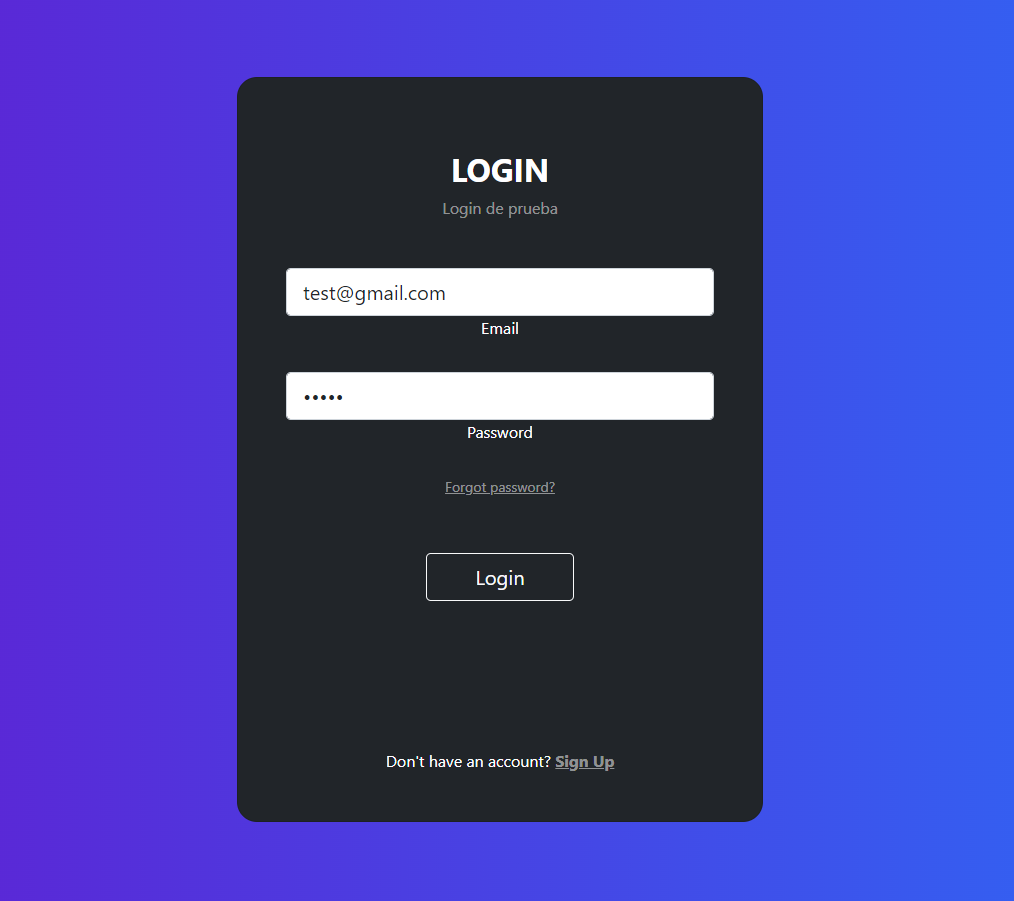 LOGIN
Login de prueba
test@gmail.com
Email
•••••
Password
Forgot password?
Login
Don't have an account? Sign Up